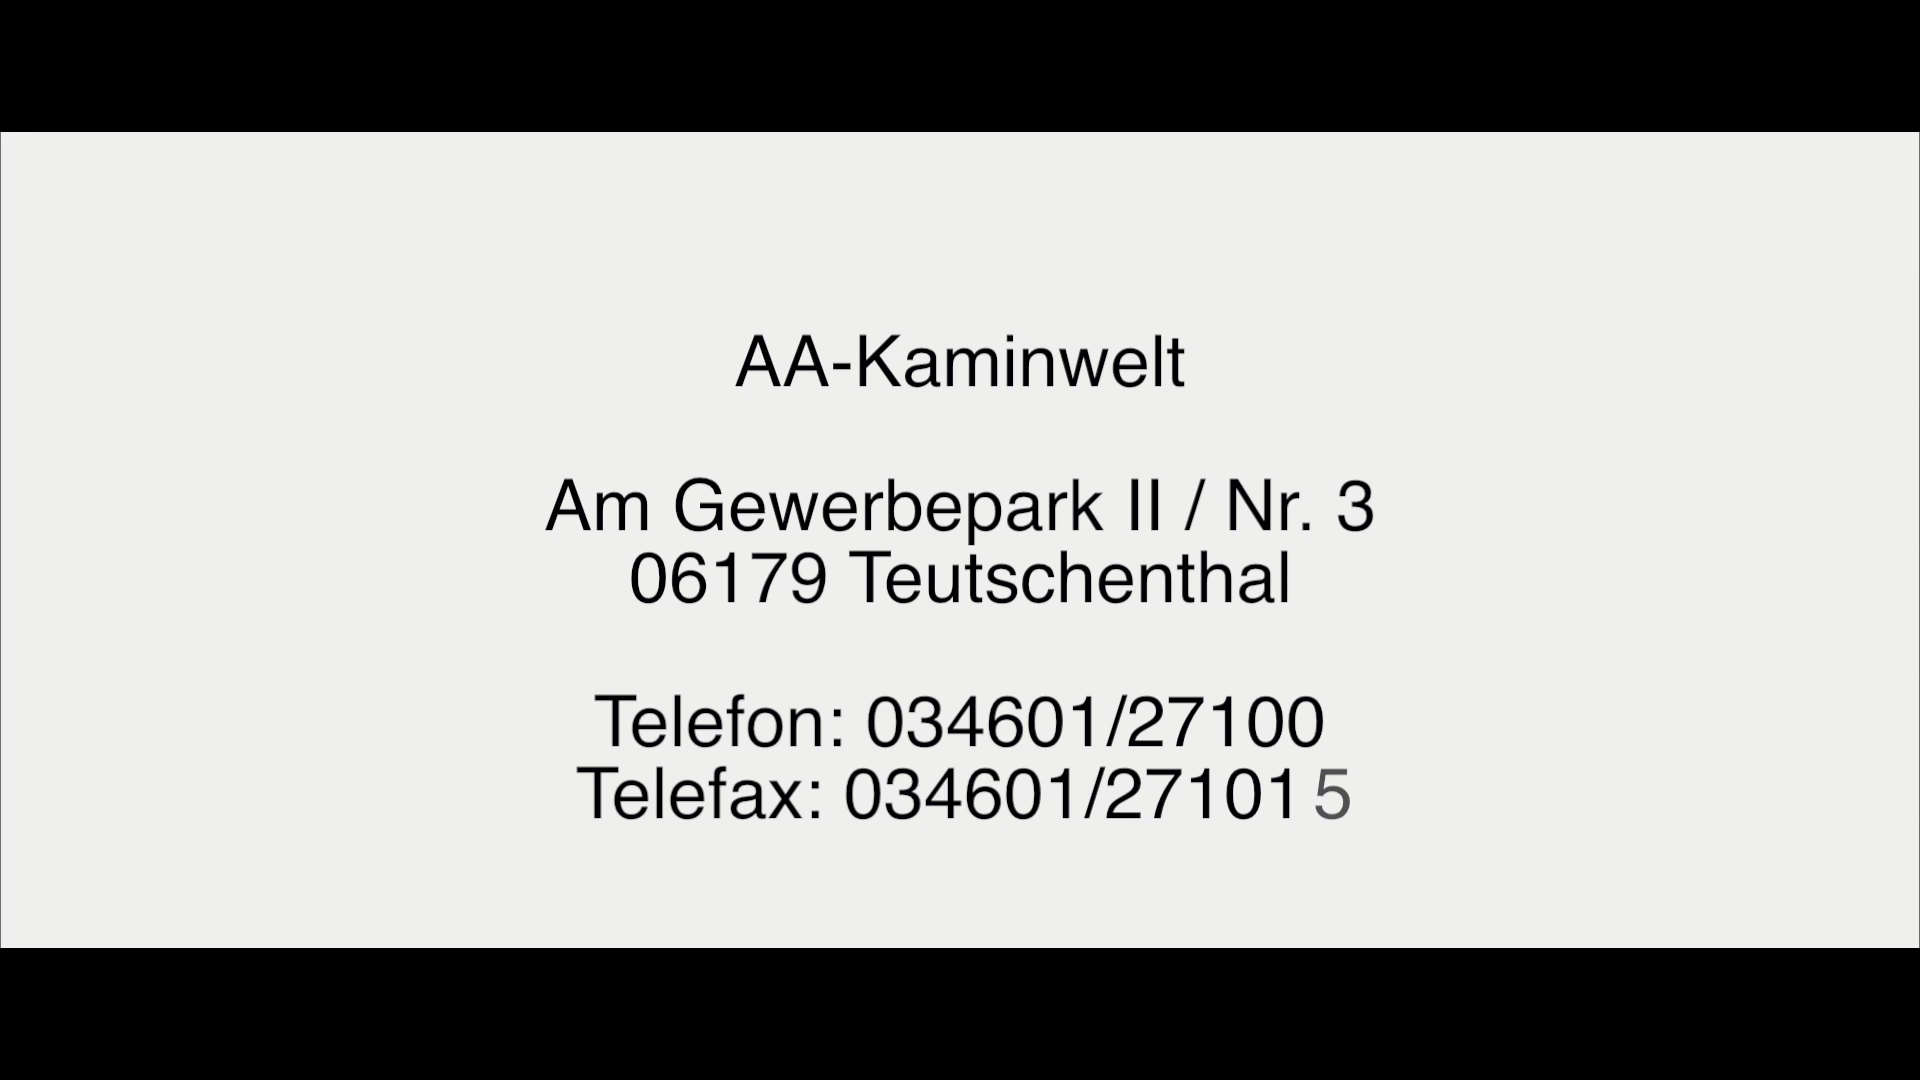 AA-Kaminwelt
Am Gewerbepark II / Nr. 3
06179 Teutschenthal
Telefon: 034601/27100
Telefax: 034601/271015